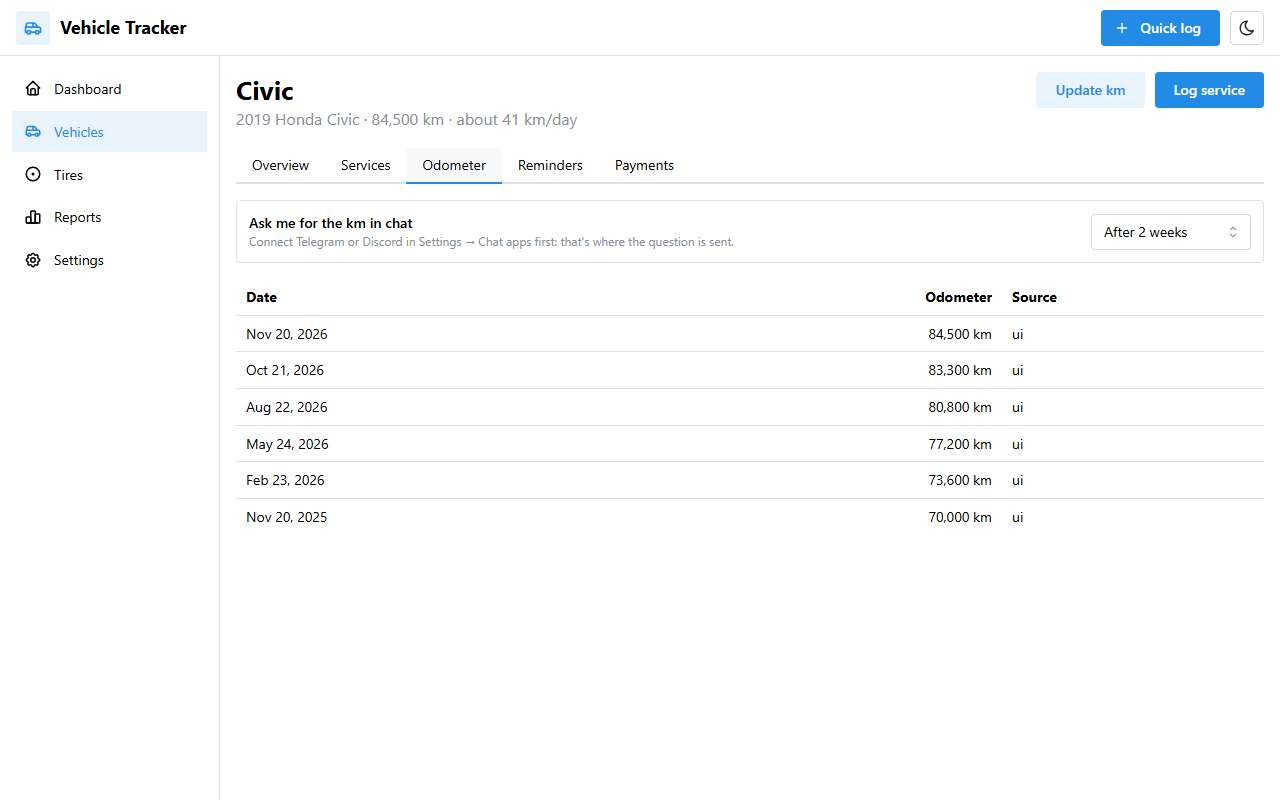 Vehicle Tracker
Quick log
Dashboard
Vehicles
Tires
Reports
Settings
Civic
2019 Honda Civic · 84,500 km · about 41 km/day
Update km
Log service
Overview Services Odometer Reminders Payments
Ask me for the km in chat
Connect Telegram or Discord in Settings → Chat apps first: that's where the question is sent.
After 2 weeks
Date Odometer Source
Nov 20, 2026 84,500 km ui
Oct 21, 2026 83,300 km ui
Aug 22, 2026 80,800 km ui
May 24, 2026 77,200 km ui
Feb 23, 2026 73,600 km ui
Nov 20, 2025 70,000 km ui